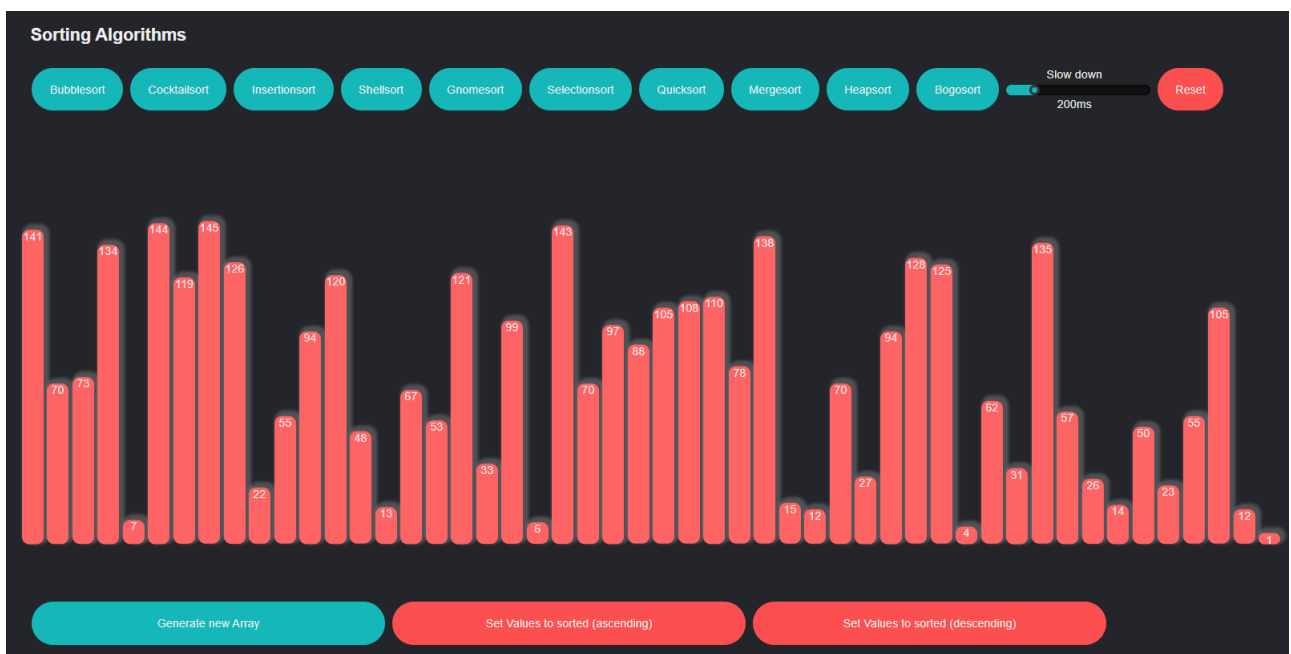 Sorting Algorithms
Bubblesort Cocktailsort Insertionsort Shellsort Gnomesort Selectionsort Quicksort Mergesort Heapsort Bogosort Slow down Reset
200ms
141 70 73 134 7 144 119 145 126 22 55 94 120 48 13 67 53 121 33 99 6 143 70 97 88 105 108 110 78 138 15 12 70 27 94 128 125 4 62 31 135 57 26 14 50 23 55 105 12 1
Generate new Array Set Values to sorted (ascending) Set Values to sorted (descending)